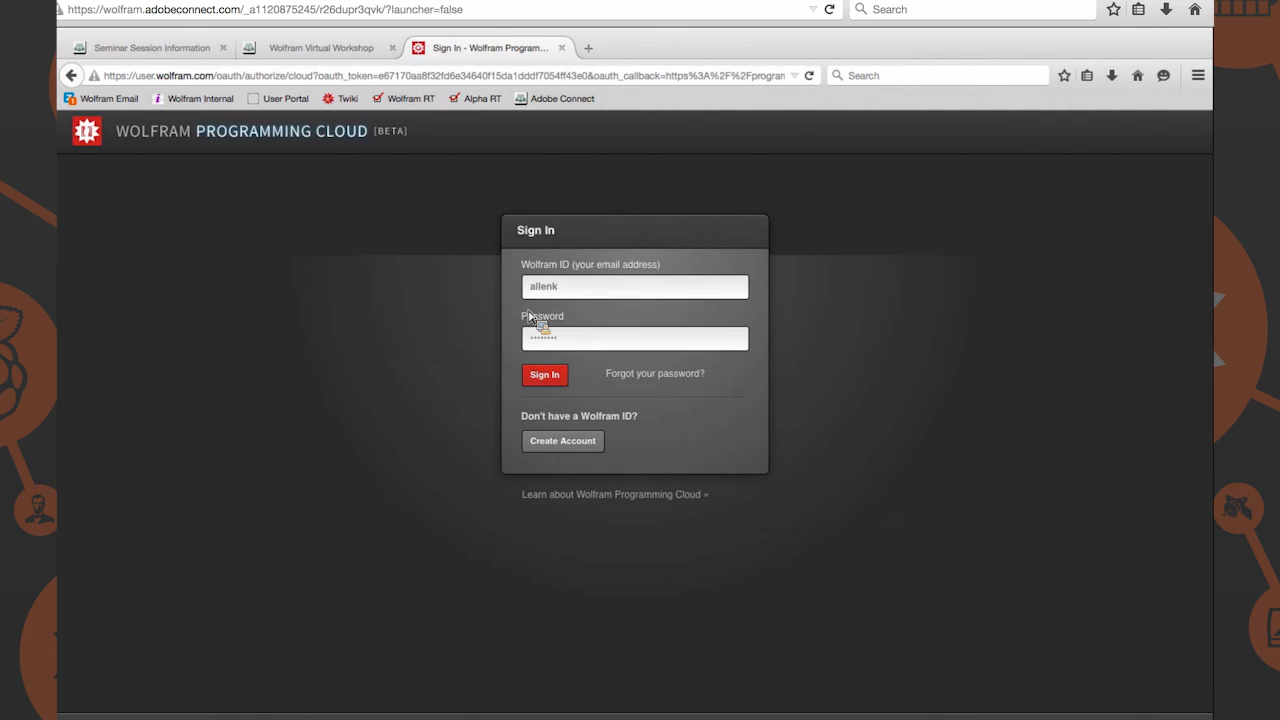 https://wolfram.adobeconnect.com/_a1120875245/r26dupr3qvk/?launcher=false
Search
Seminar Session Information
Wolfram Virtual Workshop
Sign In - Wolfram Program...
https://user.wolfram.com/oauth/authorize/cloud?oauth_token=e67170aa8f32fd6e34640f15da1dddf7054ff43e0&oauth_callback=https%3A%2F%2Fprogram
Search
Wolfram Email
Wolfram Internal
User Portal
Twiki
Wolfram RT
Alpha RT
Adobe Connect
WOLFRAM PROGRAMMING CLOUD [BETA]
Sign In
Wolfram ID (your email address)
allenk
Password
********
Sign In
Forgot your password?
Don't have a Wolfram ID?
Create Account
Learn about Wolfram Programming Cloud »